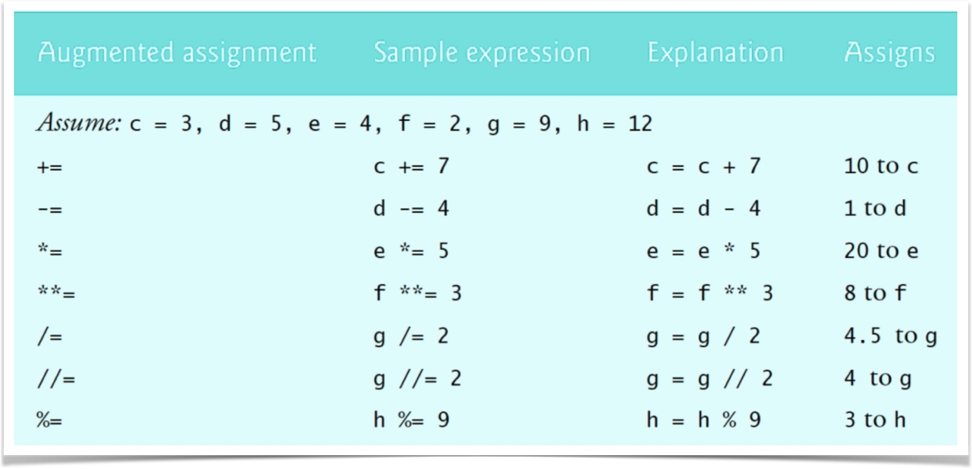 Augmented assignment Sample expression Explanation Assigns
Assume: c = 3, d = 5, e = 4, f = 2, g = 9, h = 12
+= c += 7 c = c + 7 10 to c
-= d -= 4 d = d - 4 1 to d
*= e *= 5 e = e * 5 20 to e
**= f **= 3 f = f ** 3 8 to f
/= g /= 2 g = g / 2 4.5 to g
//= g //= 2 g = g // 2 4 to g
%= h %= 9 h = h % 9 3 to h